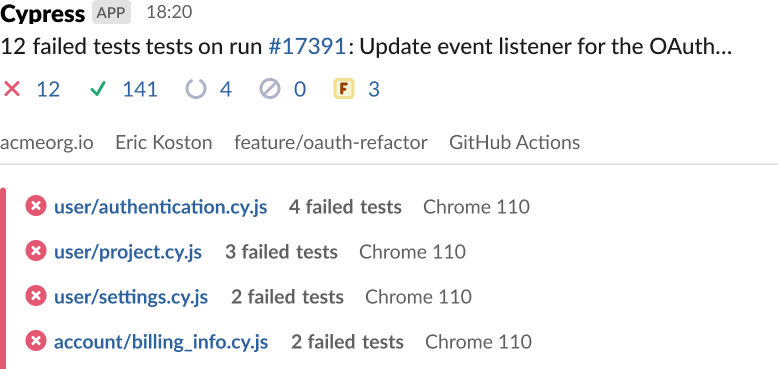 Cypress APP 18:20
12 failed tests tests on run #17391: Update event listener for the OAuth...
12 141 4 0 F 3
acmeorg.io Eric Koston feature/oauth-refactor GitHub Actions
user/authentication.cy.js 4 failed tests Chrome 110
user/project.cy.js 3 failed tests Chrome 110
user/settings.cy.js 2 failed tests Chrome 110
account/billing_info.cy.js 2 failed tests Chrome 110